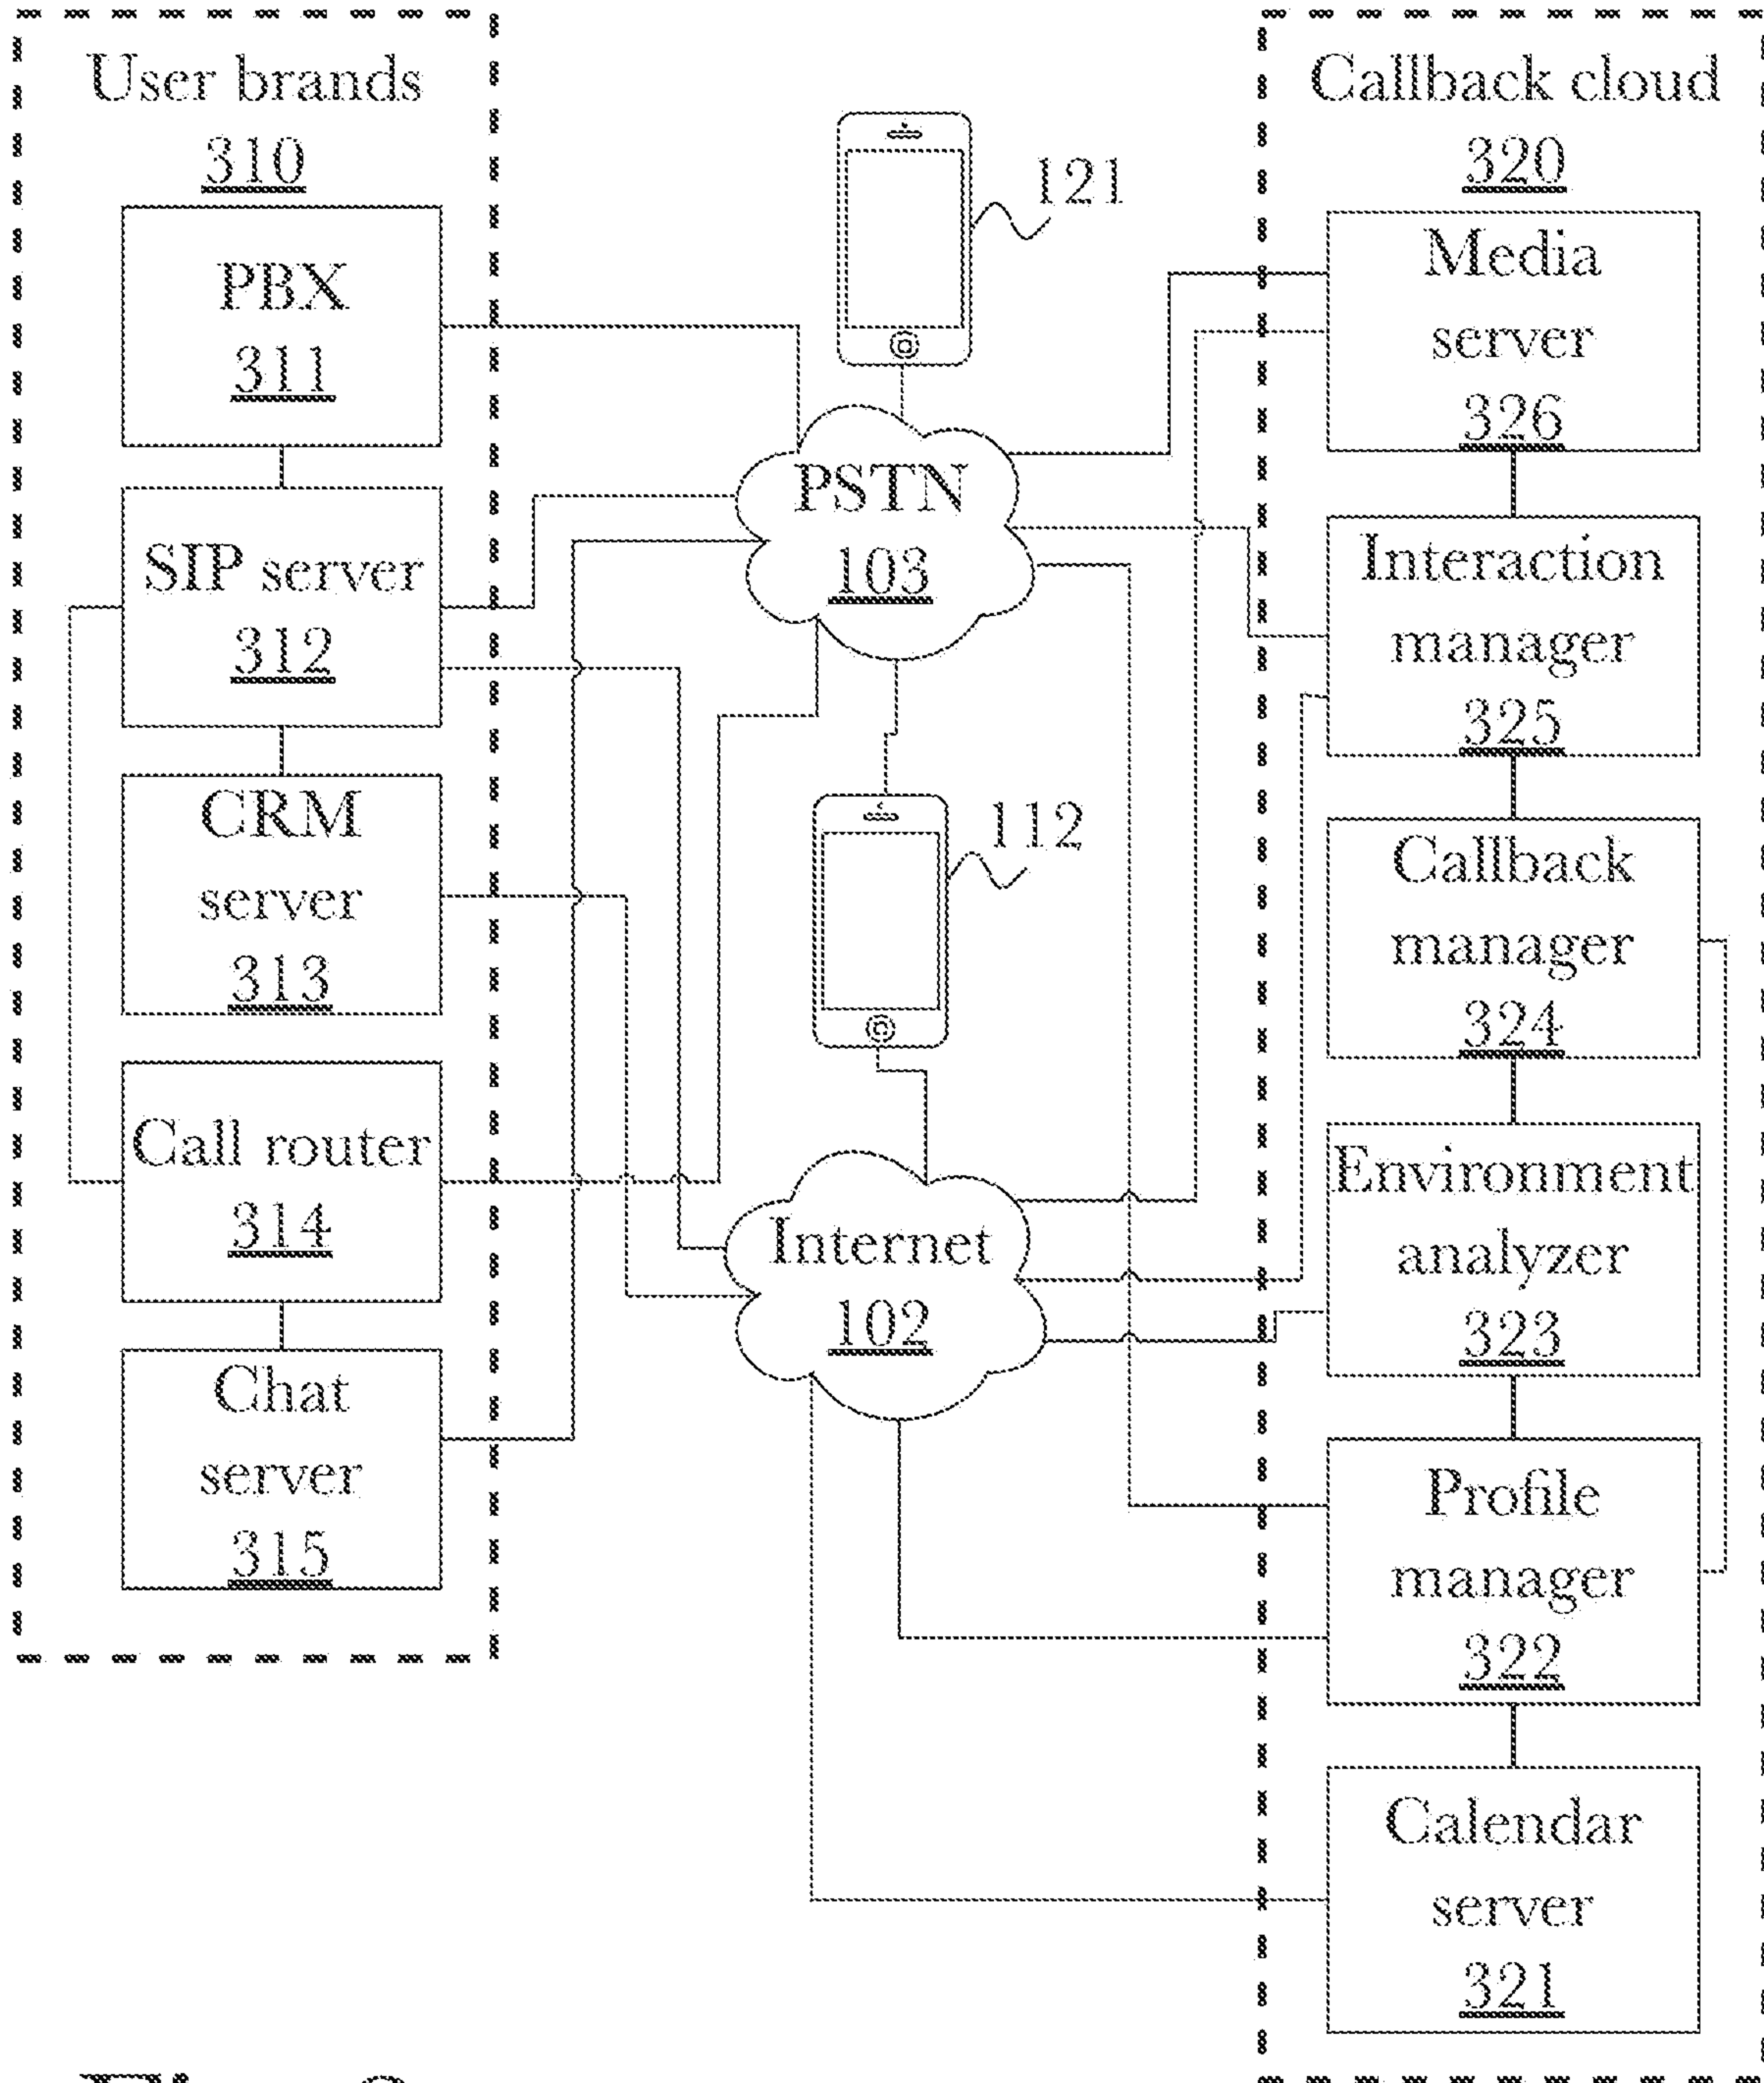 User brands
310
PBX
311
SIP server
312
CRM
server
313
Call router
314
Chat
server
315
121
PSTN
103
112
Internet
102
Callback cloud
320
Media
server
326
Interaction
manager
325
Callback
manager
324
Environment
analyzer
323
Profile
manager
322
Calendar
server
321